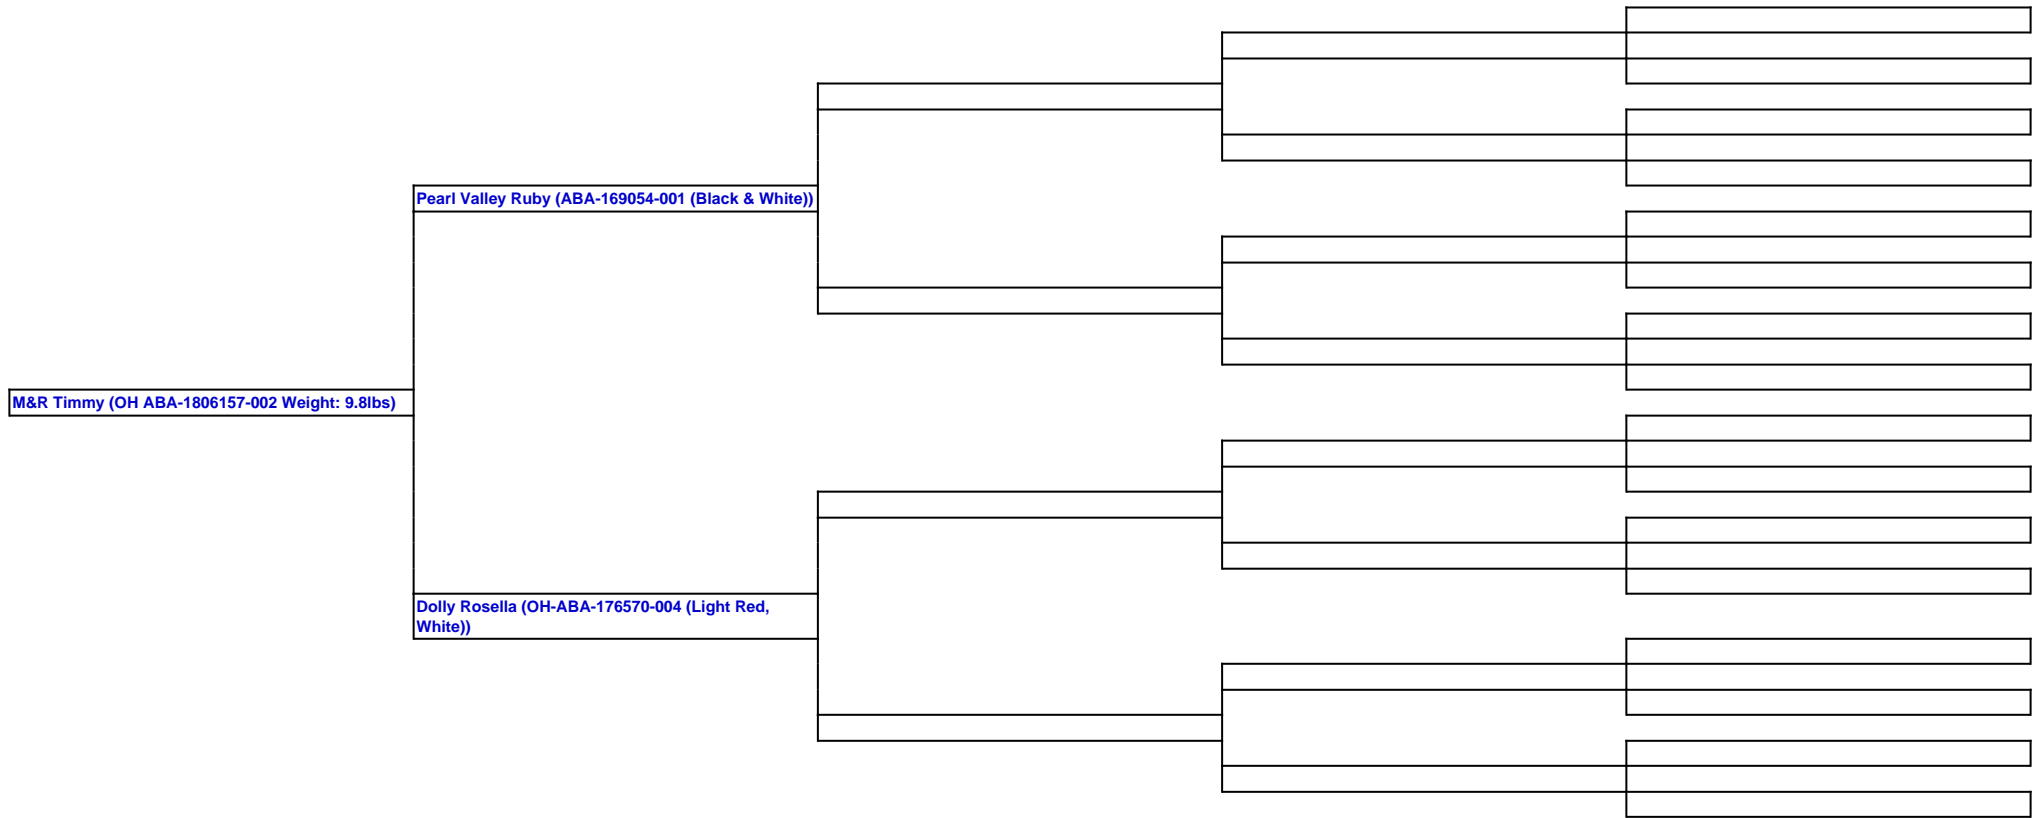 Pearl Valley Ruby (ABA-169054-001 (Black & White))
M&R Timmy (OH ABA-1806157-002 Weight: 9.8lbs)
Dolly Rosella (OH-ABA-176570-004 (Light Red,
White))